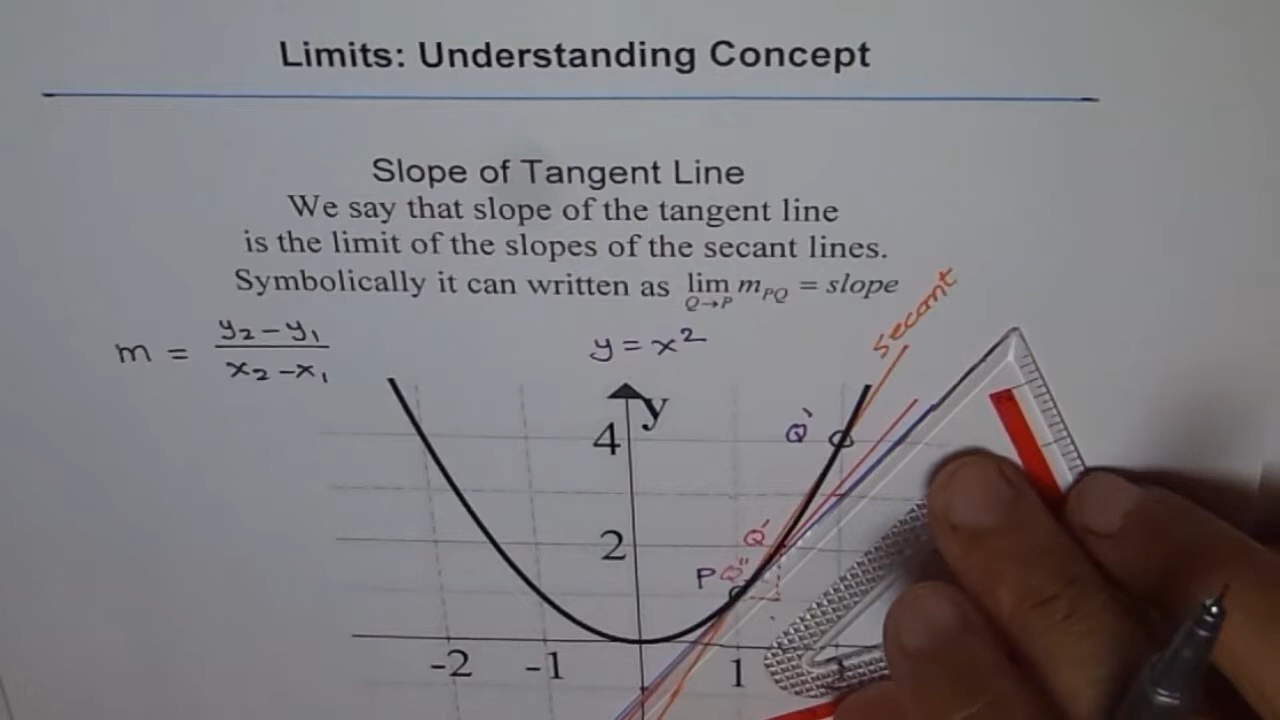 Limits: Understanding Concept
Slope of Tangent Line
We say that slope of the tangent line
is the limit of the slopes of the secant lines.
Symbolically it can written as lim m_PQ = slope
Q→P
secant
m = (y₂ - y₁)/(x₂ - x₁)
y = x²
y
4
Q'
2
Q'
P Q"
-2 -1 1